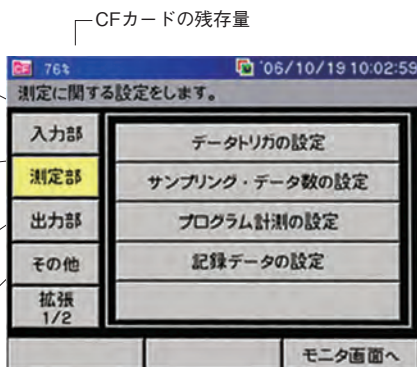 CFカードの残存量
CF 76% '06/10/19 10:02:59
測定に関する設定をします。
入力部
データトリガの設定
測定部
サンプリング・データ数の設定
出力部
プログラム計測の設定
その他
記録データの設定
拡張
1/2
モニタ画面へ